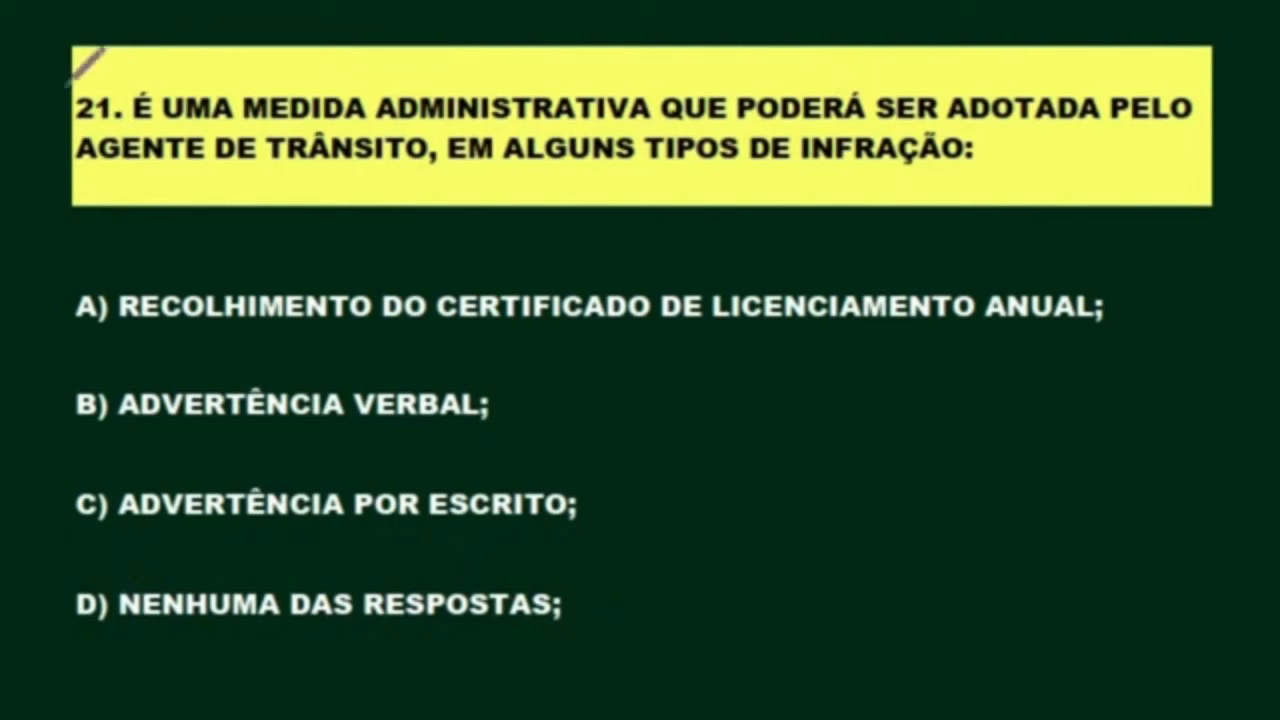 21. É UMA MEDIDA ADMINISTRATIVA QUE PODERÁ SER ADOTADA PELO
AGENTE DE TRÂNSITO, EM ALGUNS TIPOS DE INFRAÇÃO:
A) RECOLHIMENTO DO CERTIFICADO DE LICENCIAMENTO ANUAL;
B) ADVERTÊNCIA VERBAL;
C) ADVERTÊNCIA POR ESCRITO;
D) NENHUMA DAS RESPOSTAS;